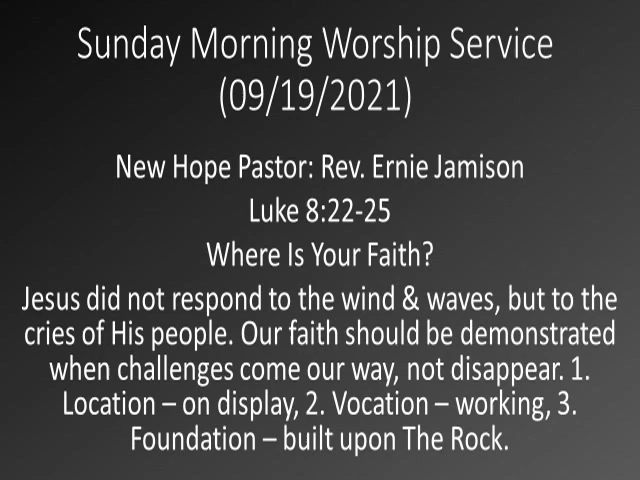 Sunday Morning Worship Service
(09/19/2021)
New Hope Pastor: Rev. Ernie Jamison
Luke 8:22-25
Where Is Your Faith?
Jesus did not respond to the wind & waves, but to the
cries of His people. Our faith should be demonstrated
when challenges come our way, not disappear. 1.
Location – on display, 2. Vocation – working, 3.
Foundation – built upon The Rock.